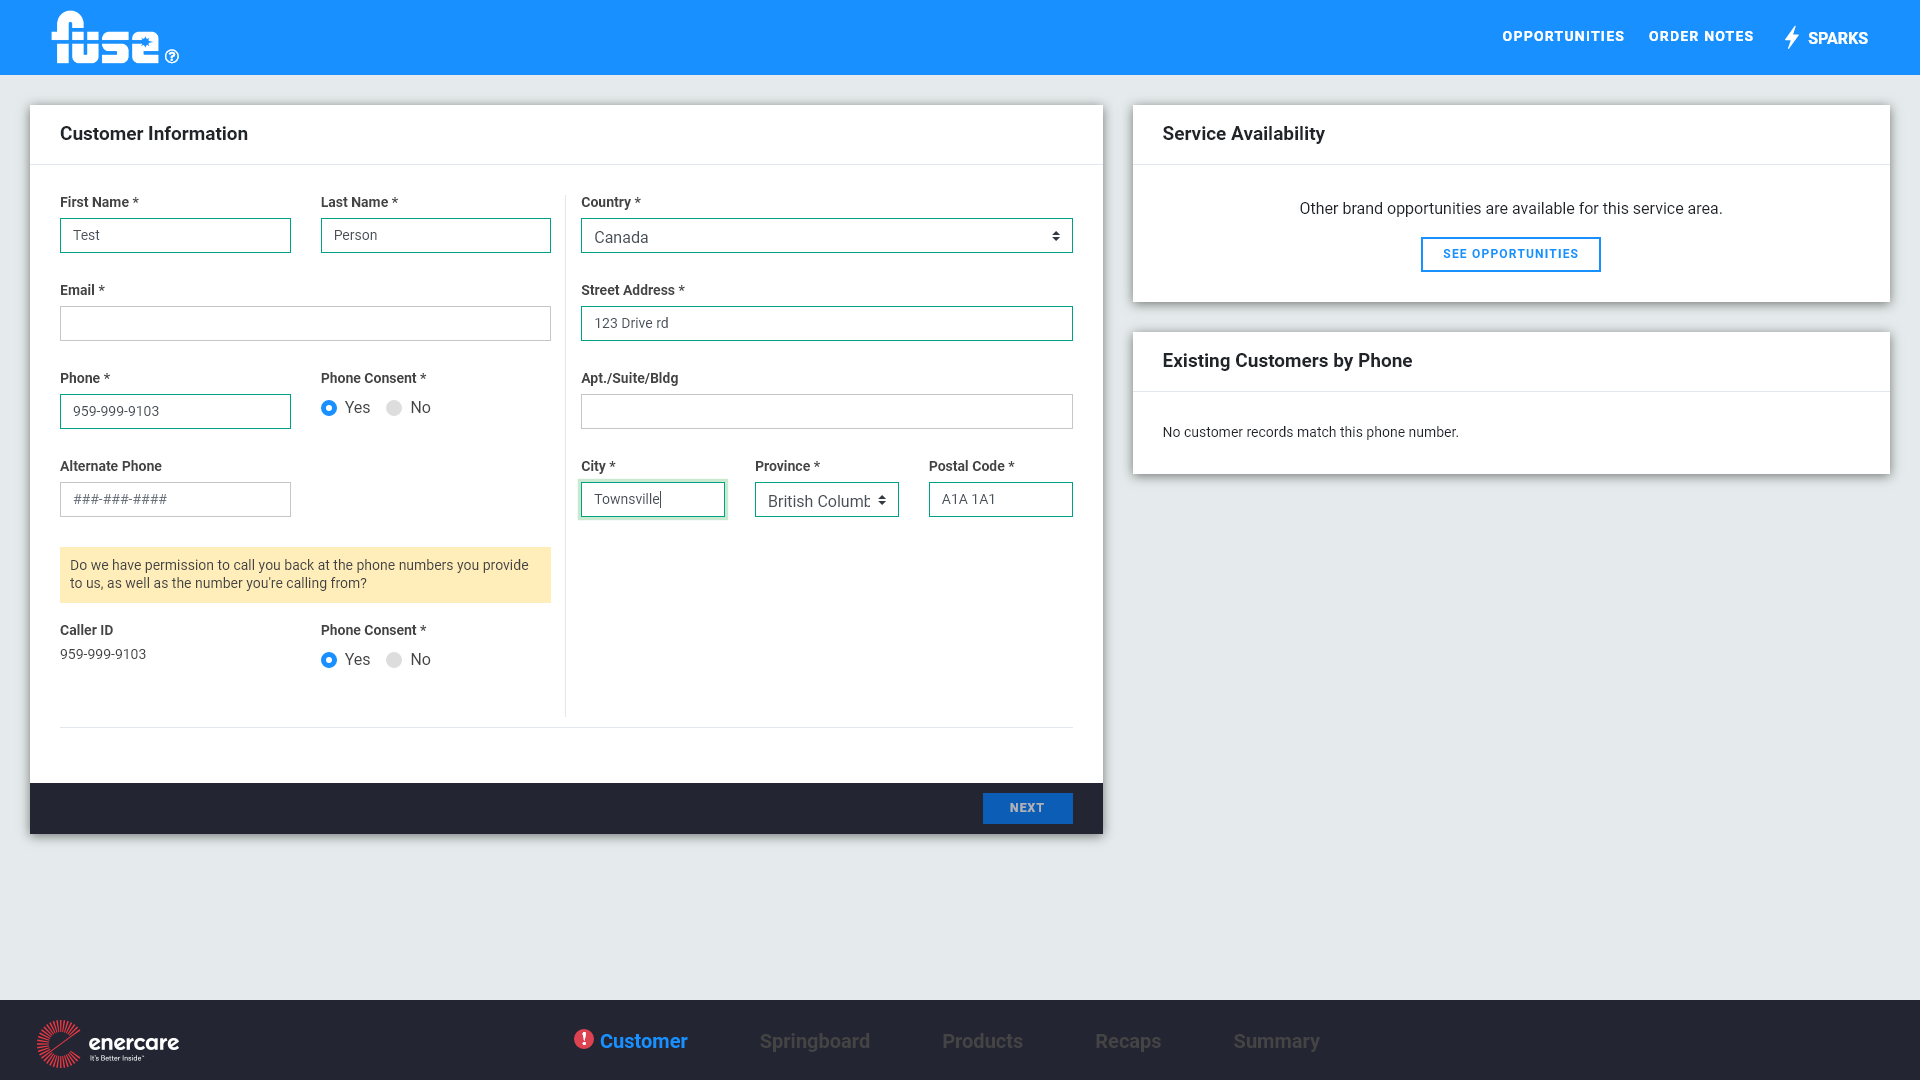 fuse
OPPORTUNITIES
ORDER NOTES
SPARKS
Customer Information
First Name *
Last Name *
Test
Person
Email *
Phone *
Phone Consent *
959-999-9103
Yes
No
Alternate Phone
###-###-####
Do we have permission to call you back at the phone numbers you provide
to us, as well as the number you're calling from?
Caller ID
Phone Consent *
959-999-9103
Yes
No
Country *
Canada
Street Address *
123 Drive rd
Apt./Suite/Bldg
City *
Province *
Postal Code *
Townsville
British Columb
A1A 1A1
NEXT
Service Availability
Other brand opportunities are available for this service area.
SEE OPPORTUNITIES
Existing Customers by Phone
No customer records match this phone number.
enercare
It's Better Inside™
Customer
Springboard
Products
Recaps
Summary